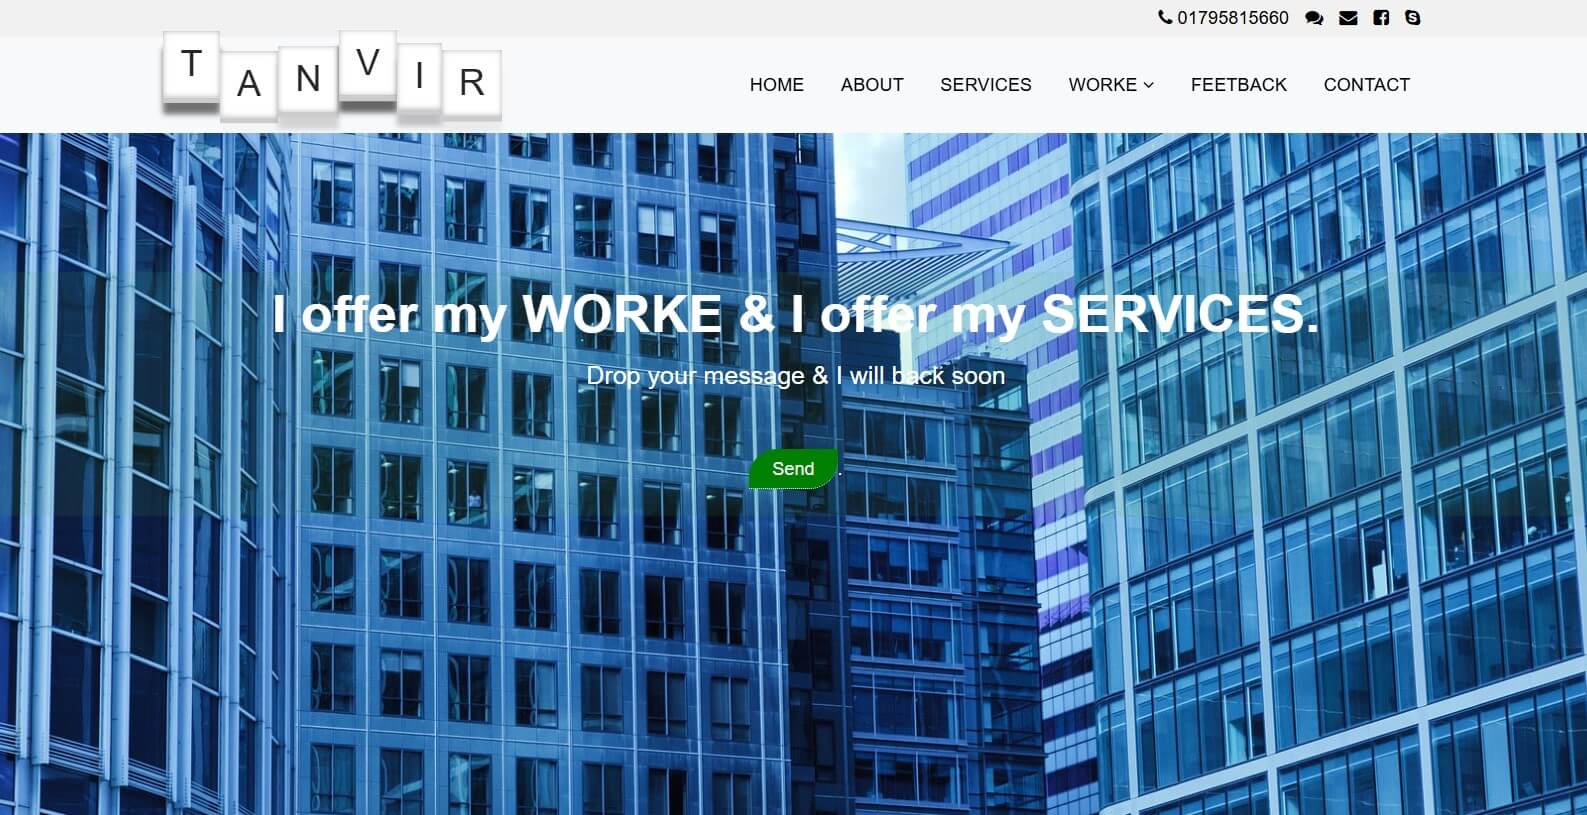 01795815660
TANVIR
HOME ABOUT SERVICES WORKE FEETBACK CONTACT
I offer my WORKE & I offer my SERVICES.
Drop your message & I will back soon
Send .